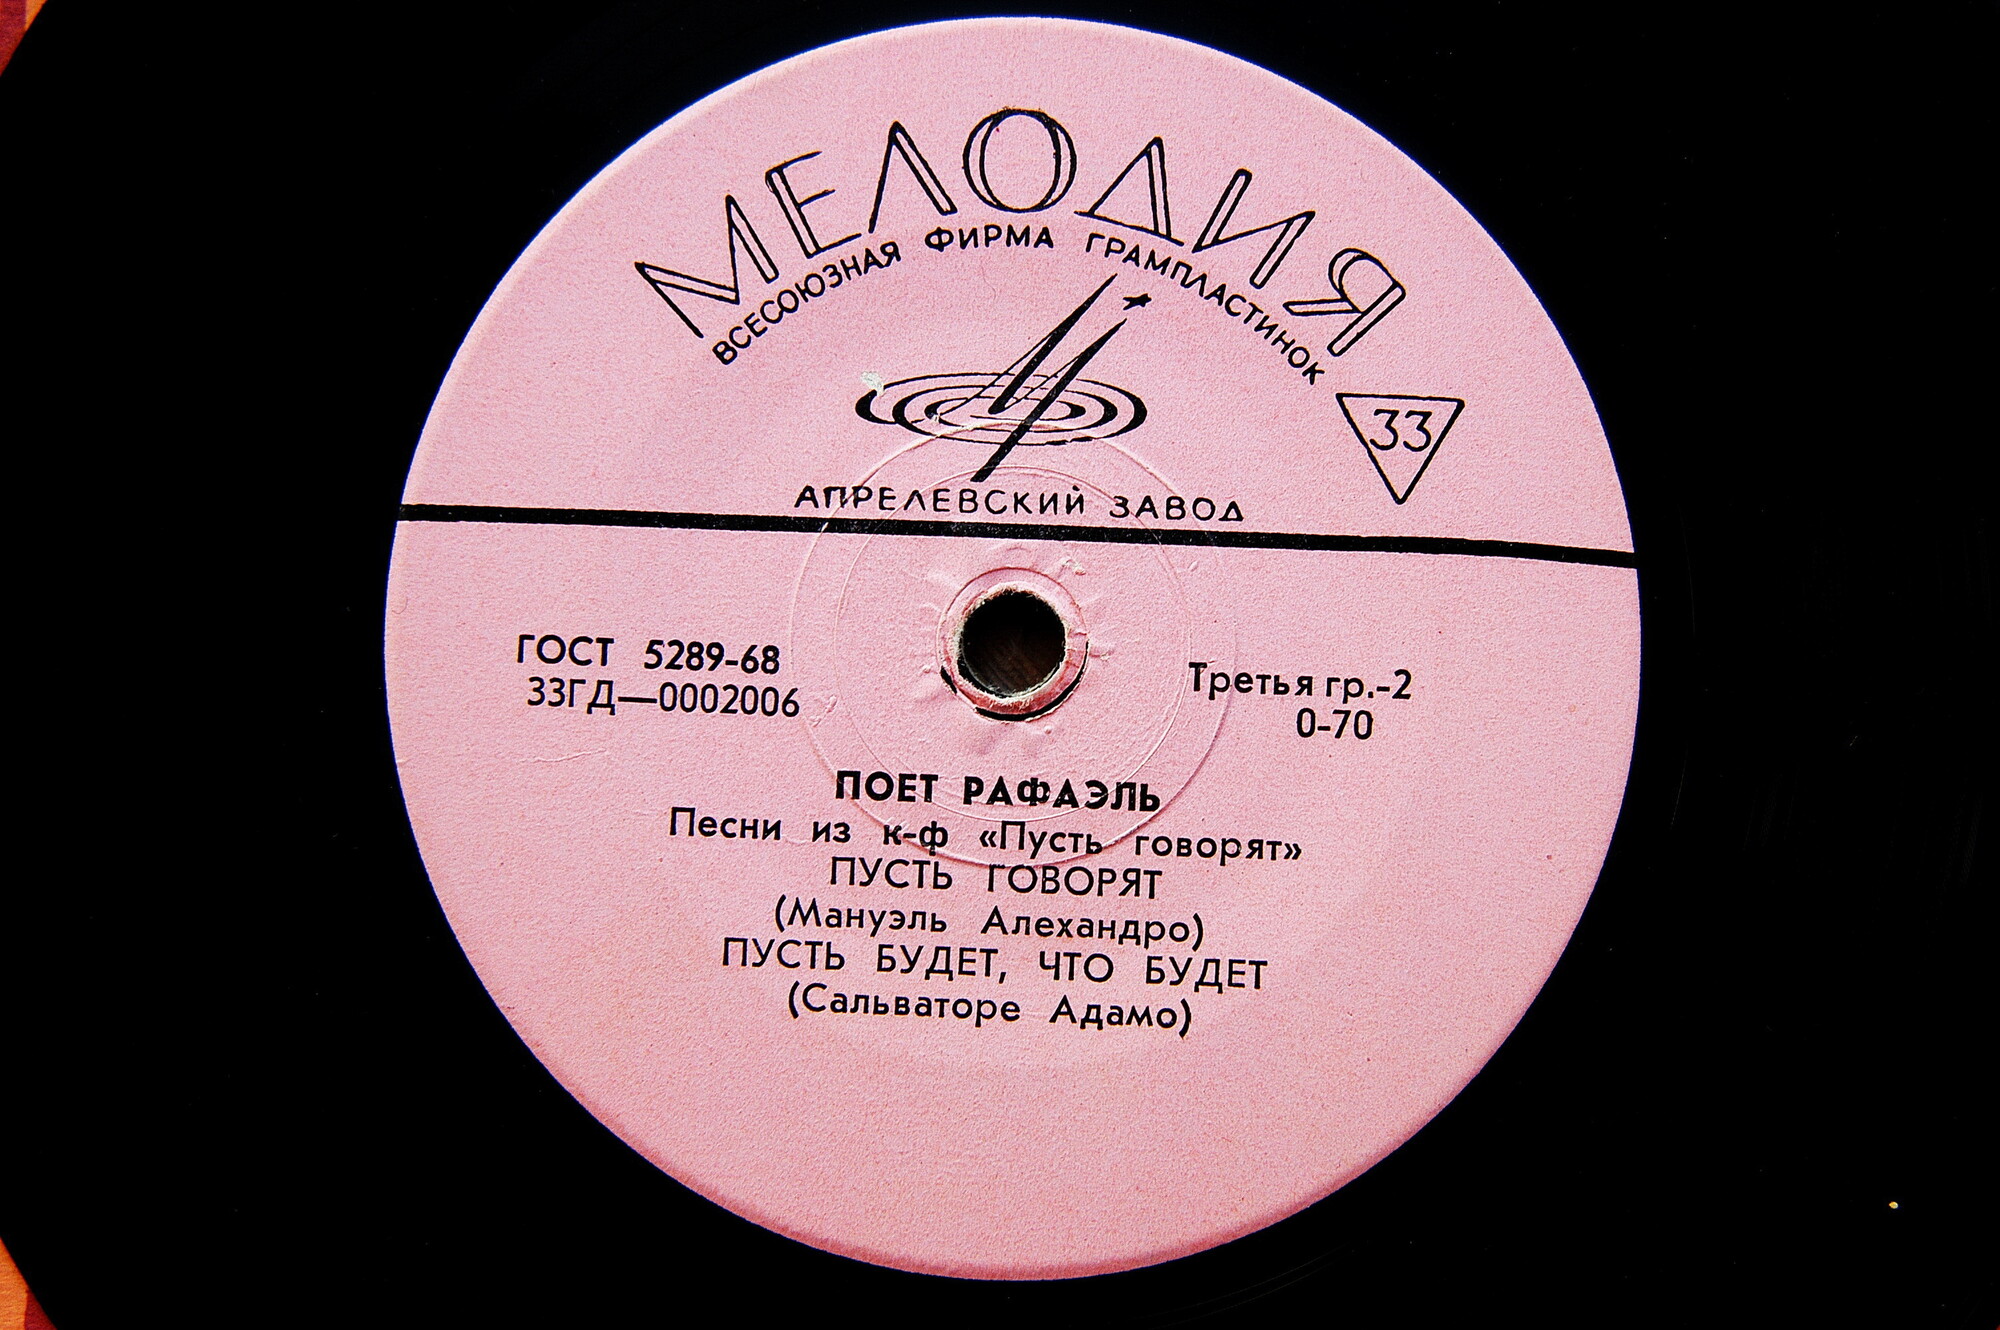 МЕЛОДИЯ
ВСЕСОЮЗНАЯ ФИРМА ГРАМПЛАСТИНОК
33
АПРЕЛЕВСКИЙ ЗАВОД
ГОСТ 5289-68
33ГД—0002006
Третья гр.-2
0-70
ПОЕТ РАФАЭЛЬ
Песни из к-ф «Пусть говорят»
ПУСТЬ ГОВОРЯТ
(Мануэль Алехандро)
ПУСТЬ БУДЕТ, ЧТО БУДЕТ
(Сальваторе Адамо)